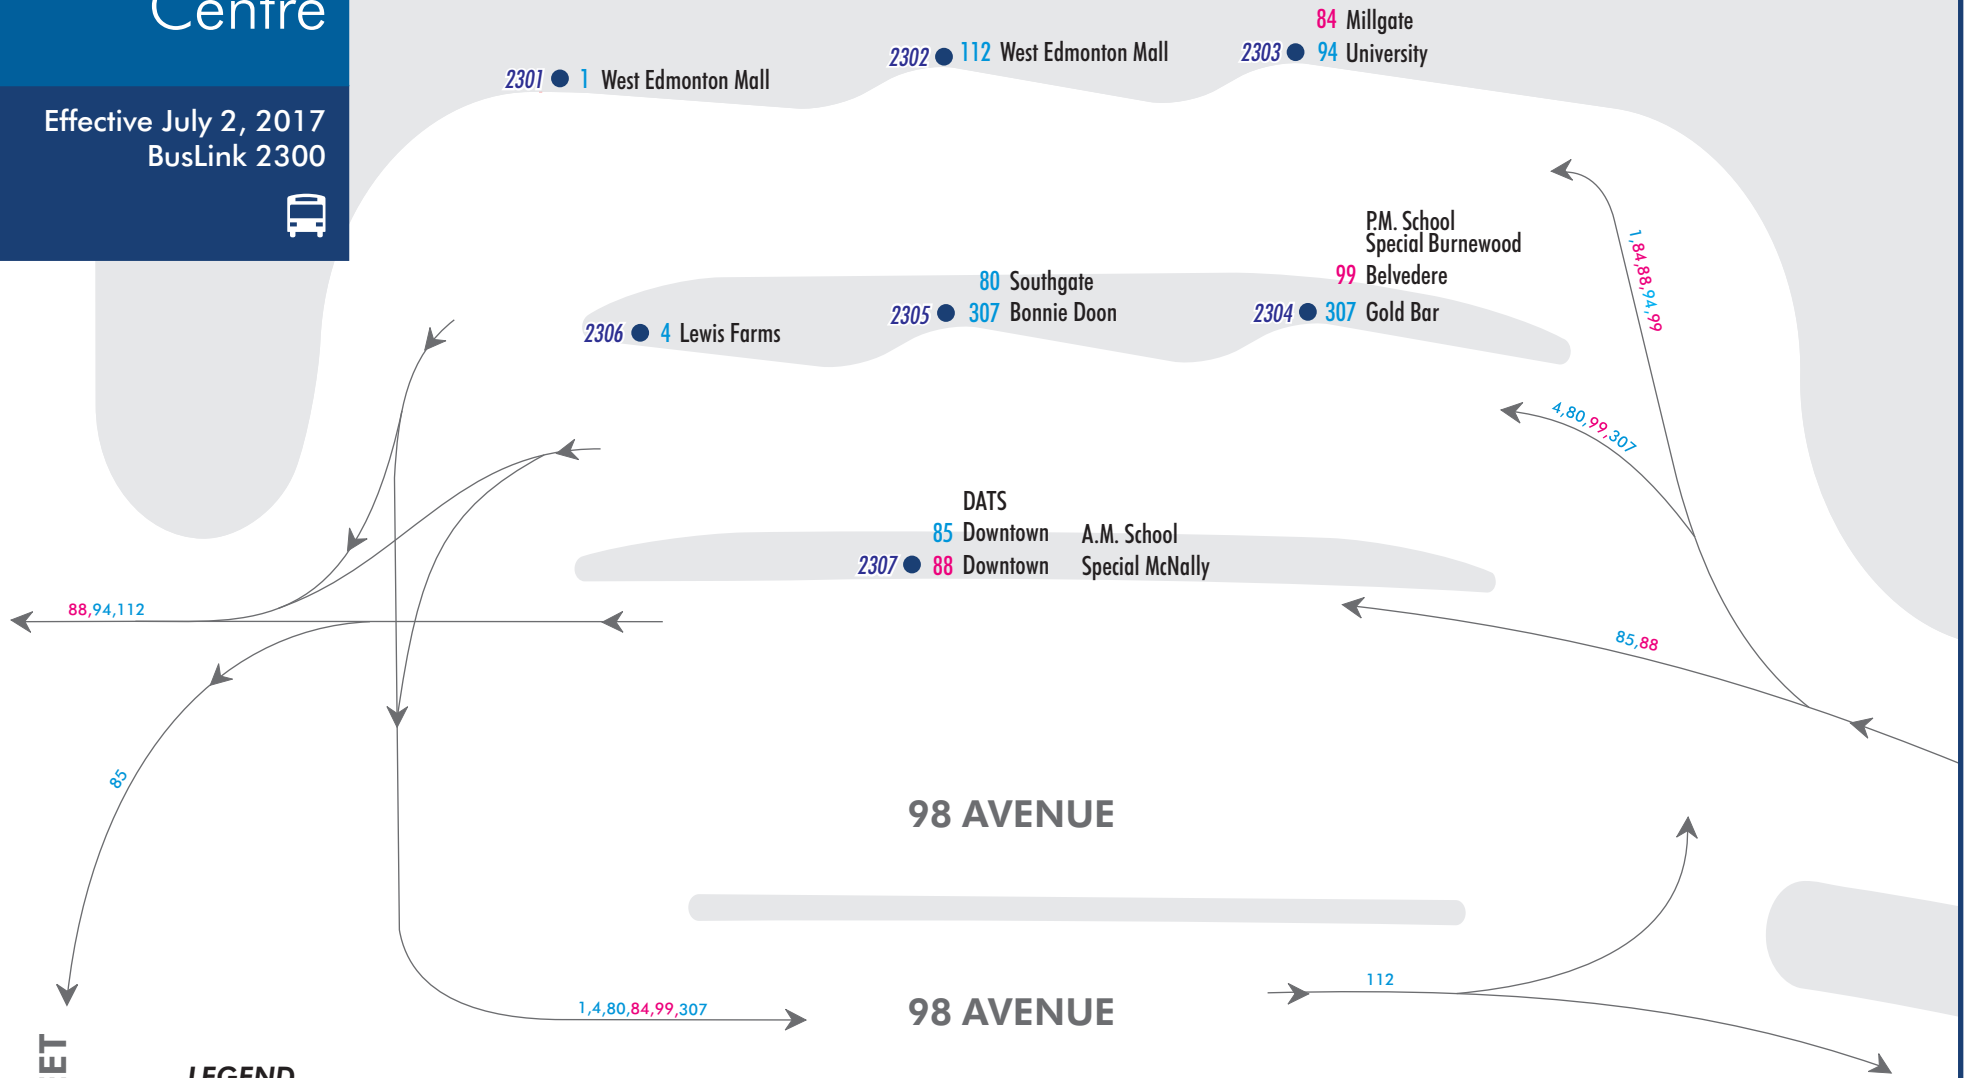 Centre
Effective July 2, 2017
BusLink 2300
84 Millgate
2301 1 West Edmonton Mall
2302 112 West Edmonton Mall
2303 94 University
P.M. School
Special Burnewood
99 Belvedere
80 Southgate
2306 4 Lewis Farms
2305 307 Bonnie Doon
2304 307 Gold Bar
1,84,88,94,99
4,80,99,307
DATS
85 Downtown A.M. School
2307 88 Downtown Special McNally
88,94,112
85,88
85
98 AVENUE
112
1,4,80,84,99,307
98 AVENUE
LEGEND